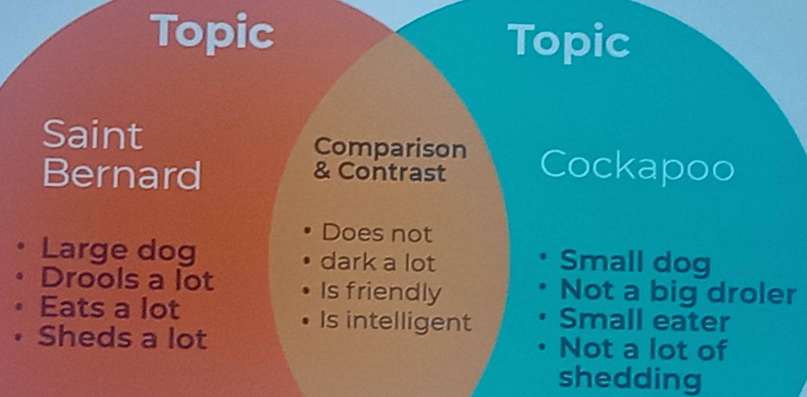 Topic
Saint
Bernard
• Large dog
• Drools a lot
• Eats a lot
• Sheds a lot
Comparison
& Contrast
• Does not
• dark a lot
• Is friendly
• Is intelligent
Topic
Cockapoo
• Small dog
• Not a big droler
• Small eater
• Not a lot of
shedding